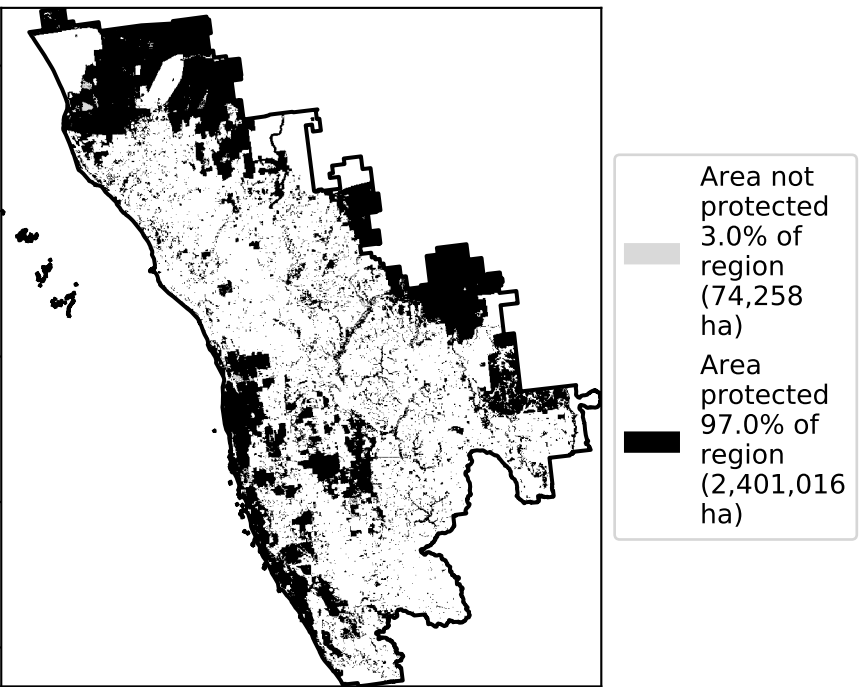 Area not
protected
3.0% of
region
(74,258
ha)
Area
protected
97.0% of
region
(2,401,016
ha)